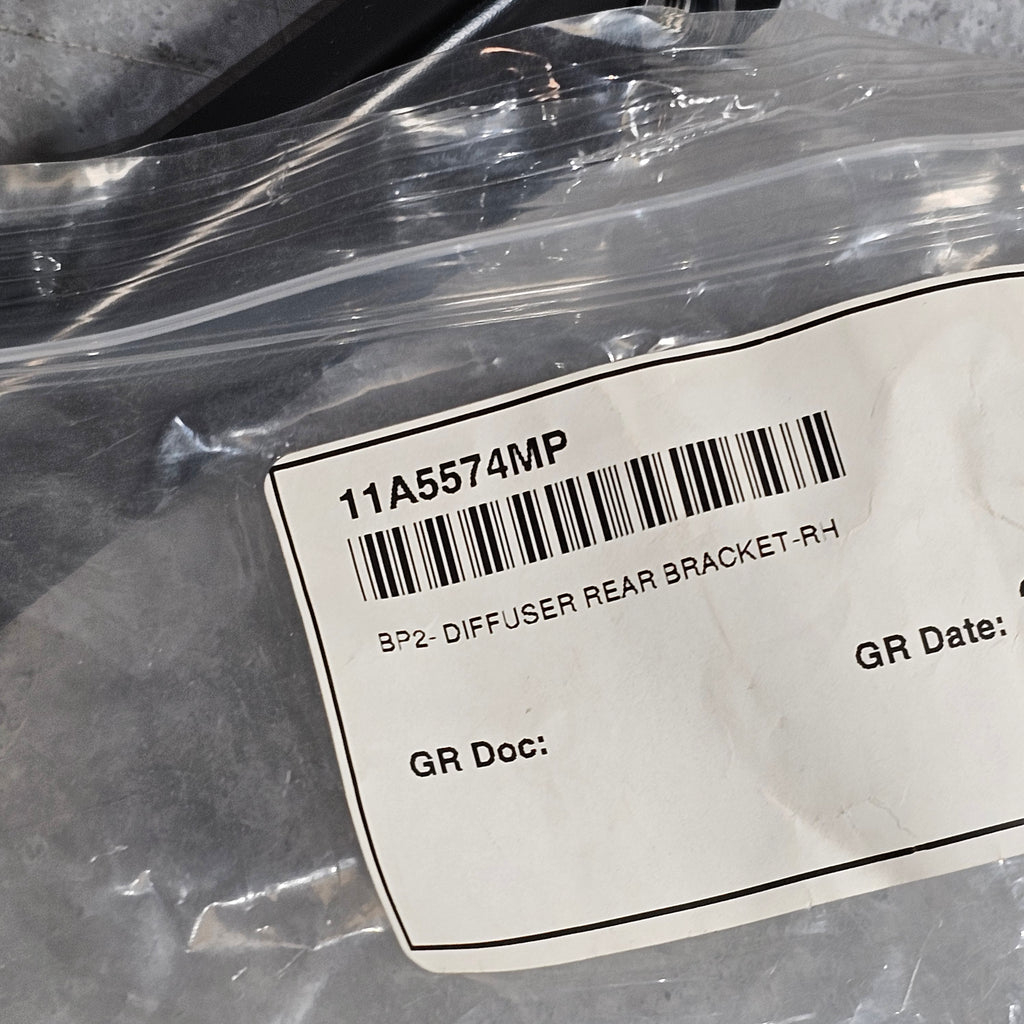 11A5574MP
BP2- DIFFUSER REAR BRACKET-RH
GR Date:
GR Doc: